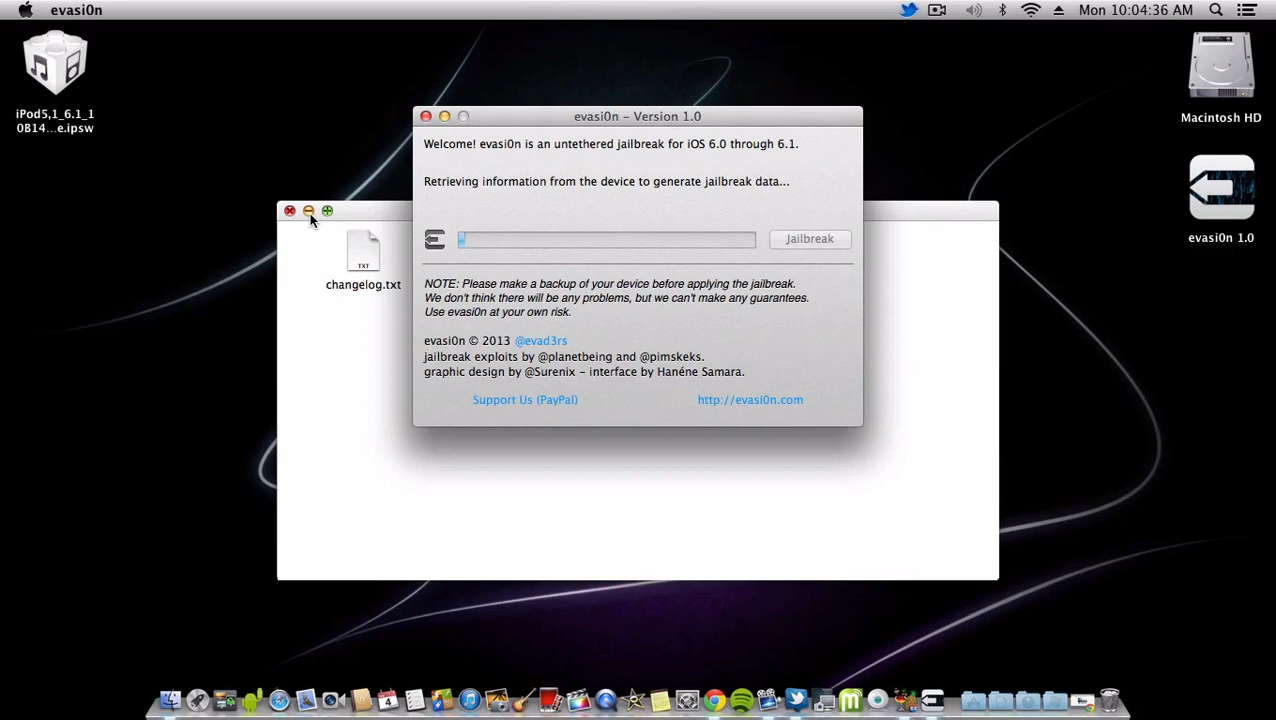 evasi0n
Mon 10:04:36 AM
iPod5,1_6.1_1
0B14...e.ipsw
Macintosh HD
evasi0n 1.0
evasi0n – Version 1.0
Welcome! evasi0n is an untethered jailbreak for iOS 6.0 through 6.1.
Retrieving information from the device to generate jailbreak data...
Jailbreak
NOTE: Please make a backup of your device before applying the jailbreak.
We don't think there will be any problems, but we can't make any guarantees.
Use evasi0n at your own risk.
evasi0n © 2013 @evad3rs
jailbreak exploits by @planetbeing and @pimskeks.
graphic design by @Surenix – interface by Hanéne Samara.
Support Us (PayPal)
http://evasi0n.com
TXT
changelog.txt
4